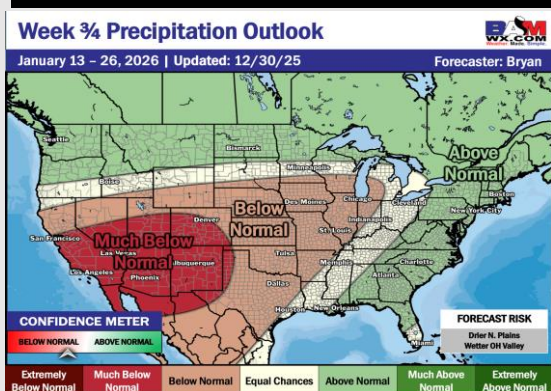 Week ¾ Precipitation Outlook
BAM
WX.COM
Weather Made Simple.
January 13 – 26, 2026 | Updated: 12/30/25
Forecaster: Bryan
Seattle
Bismarck
Above
Normal
Minneapolis
Boise
Boston
Chicago
Cleveland
New York City
Des Moines
Below
Normal
Denver
Indianapolis
San Francisco
St. Louis
Much Below
Normal
Las Vegas
Tulsa
Charlotte
Los Angeles
Albuquerque
Memphis
Phoenix
Atlanta
Dallas
Houston
New Orleans
Miami
CONFIDENCE METER
BELOW NORMAL
ABOVE NORMAL
FORECAST RISK
Drier N. Plains
Wetter OH Valley
Extremely
Below Normal
Much Below
Normal
Below Normal
Equal Chances
Above Normal
Much Above
Normal
Extremely
Above Normal